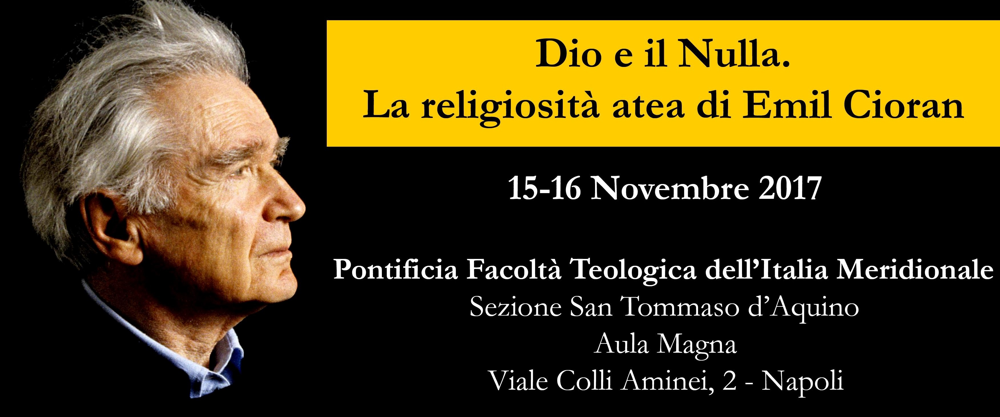 Dio e il Nulla.
La religiosità atea di Emil Cioran
15-16 Novembre 2017
Pontificia Facoltà Teologica dell’Italia Meridionale
Sezione San Tommaso d’Aquino
Aula Magna
Viale Colli Aminei, 2 - Napoli